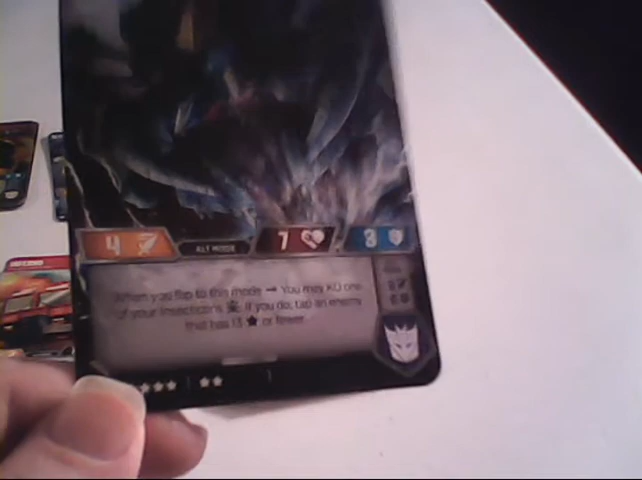 4 ALT MODE 7 3
When you flip to this mode → You may KO one
of your Insecticons. If you do, tap an enemy
that has 13 ★ or fewer.
INFERNO